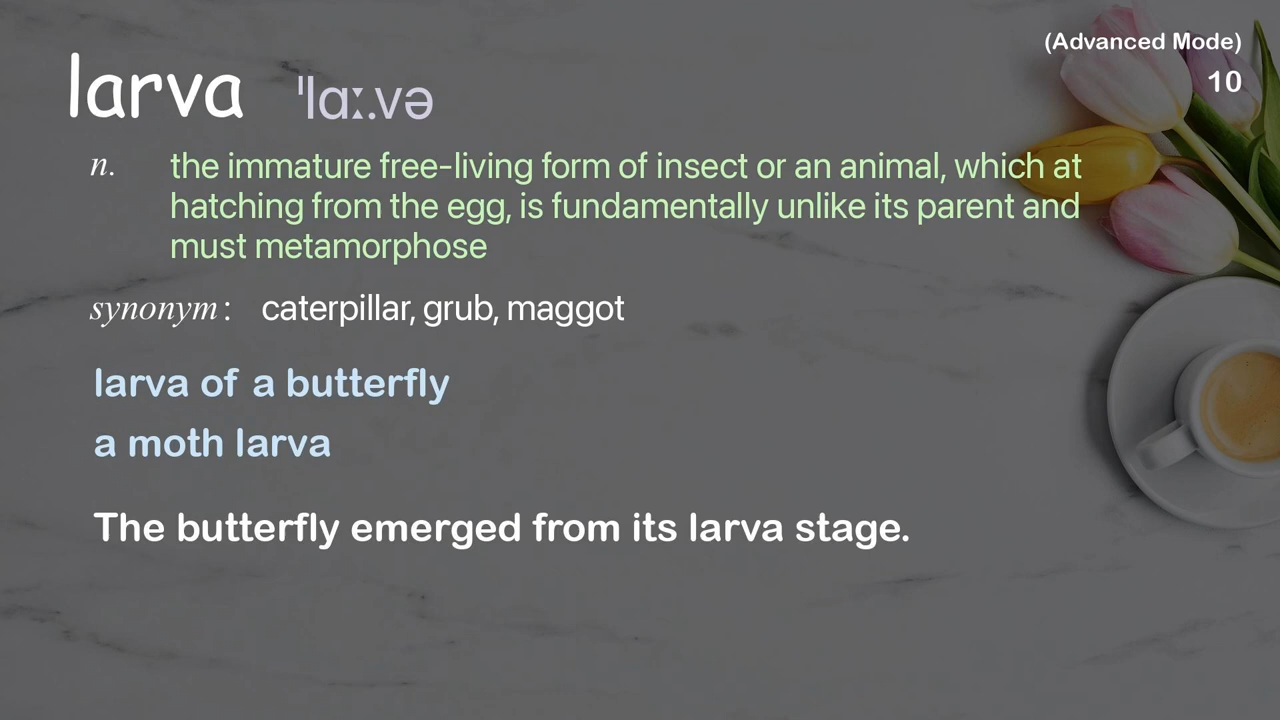 (Advanced Mode)
10
larva ˈlɑː.və
n. the immature free-living form of insect or an animal, which at
hatching from the egg, is fundamentally unlike its parent and
must metamorphose
synonym: caterpillar, grub, maggot
larva of a butterfly
a moth larva
The butterfly emerged from its larva stage.